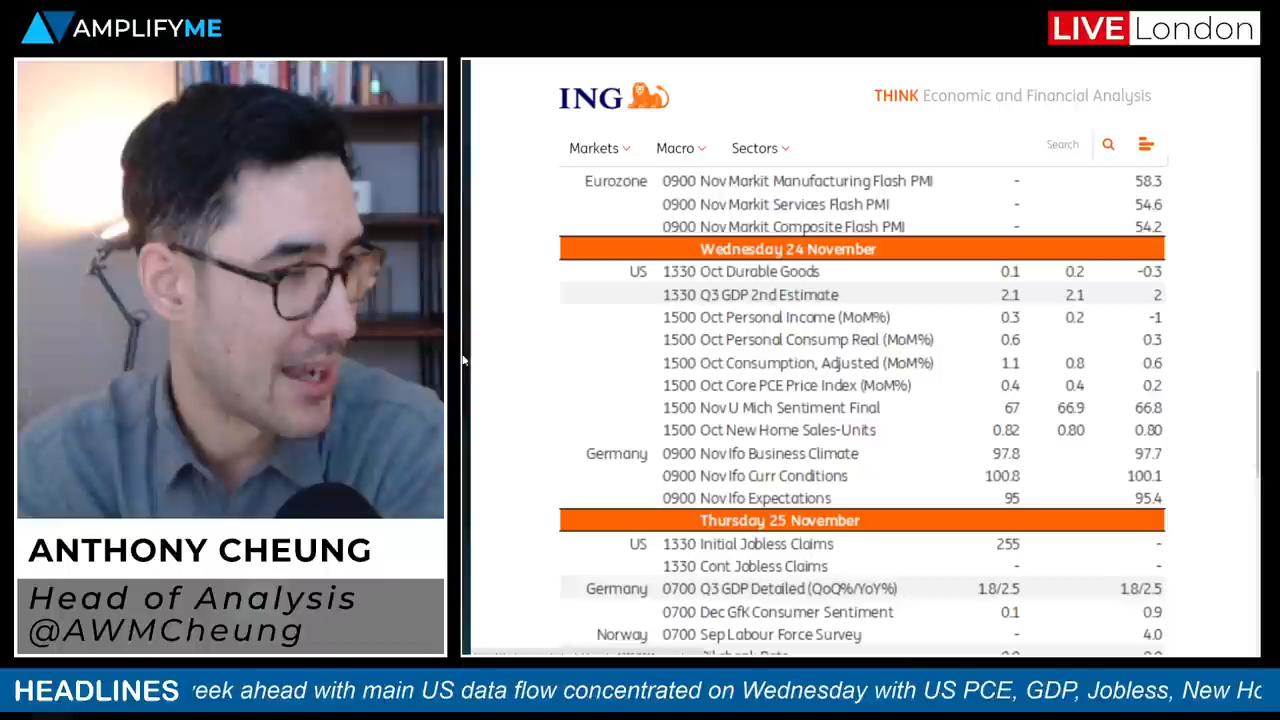 AMPLIFYME
LIVE London
ING
THINK Economic and Financial Analysis
Markets Macro Sectors Search
Eurozone 0900 Nov Markit Manufacturing Flash PMI - 58.3
0900 Nov Markit Services Flash PMI - 54.6
0900 Nov Markit Composite Flash PMI - 54.2
Wednesday 24 November
US 1330 Oct Durable Goods 0.1 0.2 -0.3
1330 Q3 GDP 2nd Estimate 2.1 2.1 2
1500 Oct Personal Income (MoM%) 0.3 0.2 -1
1500 Oct Personal Consump Real (MoM%) 0.6 0.3
1500 Oct Consumption, Adjusted (MoM%) 1.1 0.8 0.6
1500 Oct Core PCE Price Index (MoM%) 0.4 0.4 0.2
1500 Nov U Mich Sentiment Final 67 66.9 66.8
1500 Oct New Home Sales-Units 0.82 0.80 0.80
Germany 0900 Nov Ifo Business Climate 97.8 97.7
0900 Nov Ifo Curr Conditions 100.8 100.1
0900 Nov Ifo Expectations 95 95.4
Thursday 25 November
US 1330 Initial Jobless Claims 255 -
1330 Cont Jobless Claims - -
Germany 0700 Q3 GDP Detailed (QoQ%/YoY%) 1.8/2.5 1.8/2.5
0700 Dec GfK Consumer Sentiment 0.1 0.9
Norway 0700 Sep Labour Force Survey - 4.0
ANTHONY CHEUNG
Head of Analysis
@AWMCheung
HEADLINES eek ahead with main US data flow concentrated on Wednesday with US PCE, GDP, Jobless, New Ho